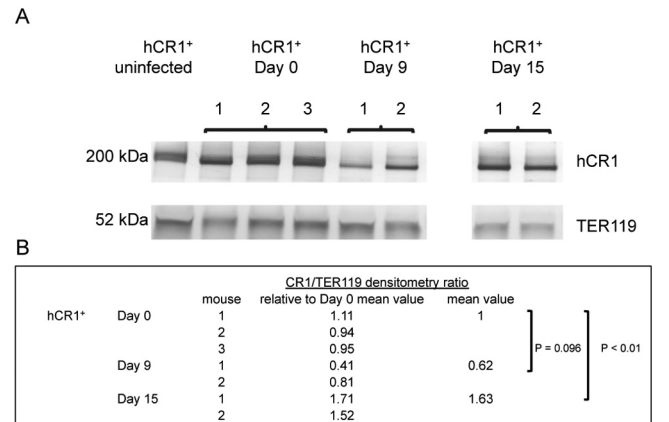 A
hCR1⁺ uninfected
hCR1⁺ Day 0
hCR1⁺ Day 9
hCR1⁺ Day 15
1 2 3 1 2 1 2
200 kDa hCR1
52 kDa TER119
B
CR1/TER119 densitometry ratio
mouse relative to Day 0 mean value mean value
hCR1⁺ Day 0 1 1.11 1
2 0.94
3 0.95
P = 0.096 P < 0.01
Day 9 1 0.41 0.62
2 0.81
Day 15 1 1.71 1.63
2 1.52